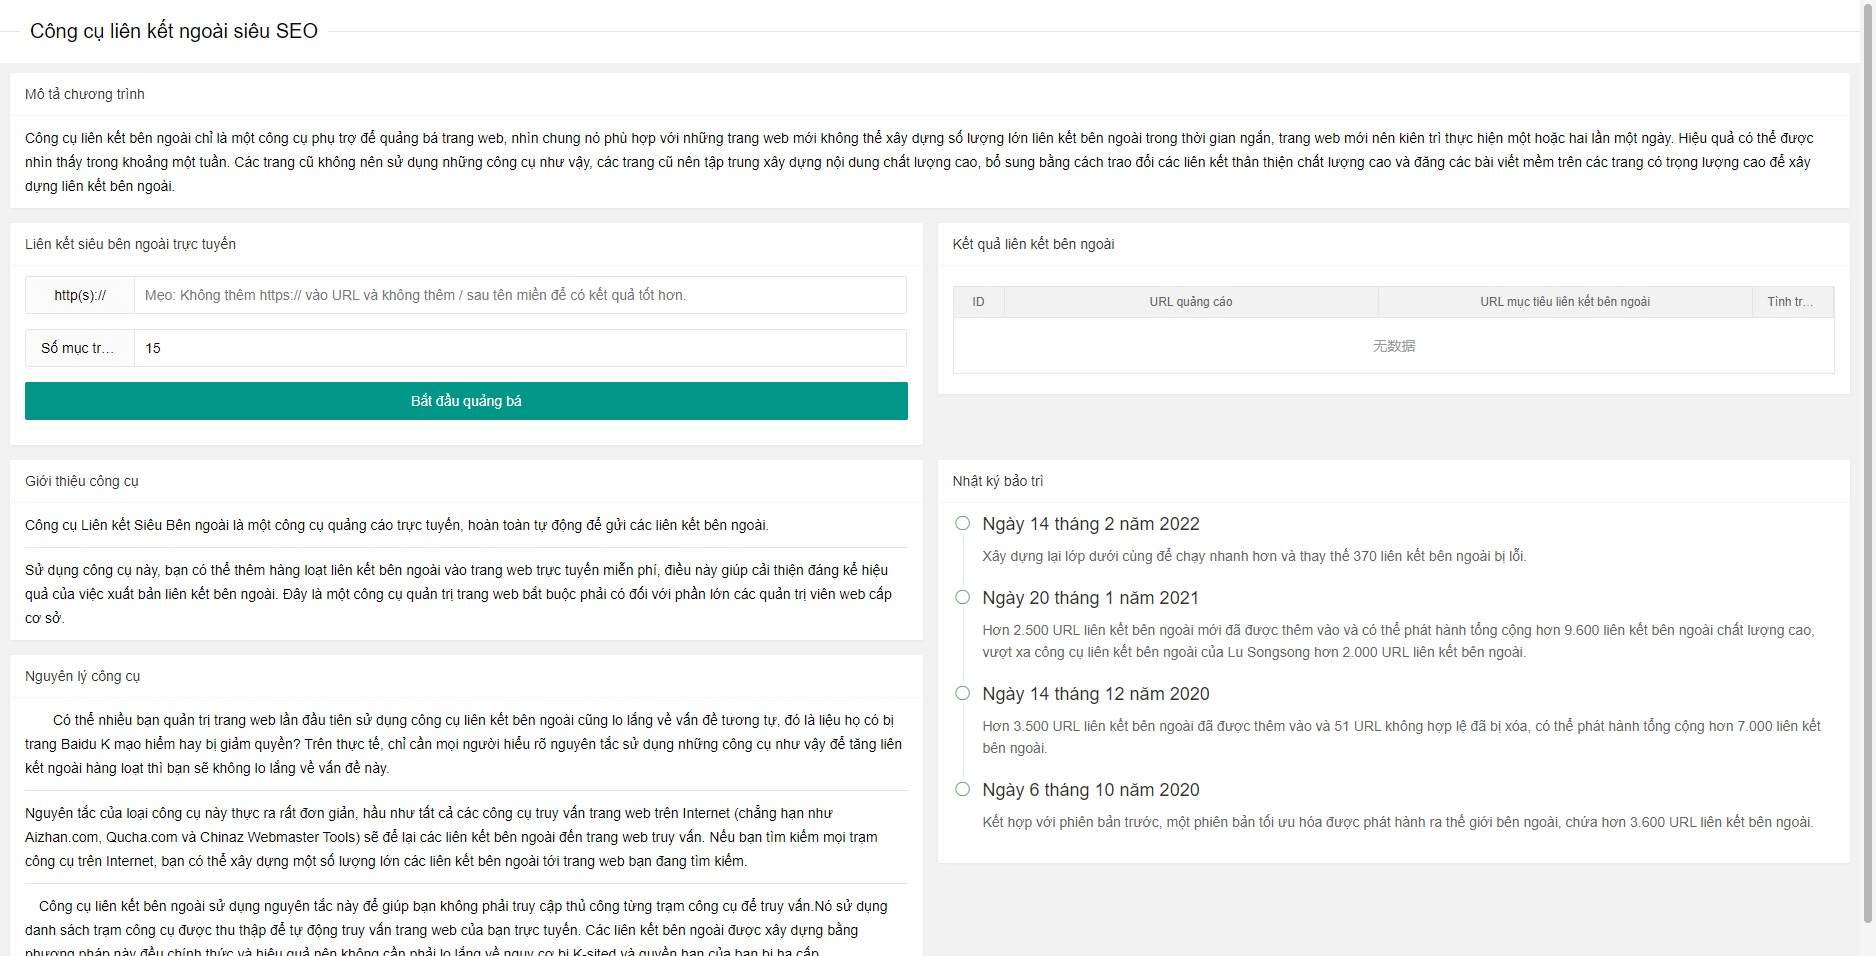 Công cụ liên kết ngoài siêu SEO
Mô tả chương trình
Công cụ liên kết bên ngoài chỉ là một công cụ phụ trợ để quảng bá trang web, nhìn chung nó phù hợp với những trang web mới không thể xây dựng số lượng lớn liên kết bên ngoài trong thời gian ngắn, trang web mới nên kiên trì thực hiện một hoặc hai lần một ngày. Hiệu quả có thể được
nhìn thấy trong khoảng một tuần. Các trang cũ không nên sử dụng những công cụ như vậy, các trang cũ nên tập trung xây dựng nội dung chất lượng cao, bổ sung bằng cách trao đổi các liên kết thân thiện chất lượng cao và đăng các bài viết mềm trên các trang có trọng lượng cao để xây
dựng liên kết bên ngoài.
Liên kết siêu bên ngoài trực tuyến
http(s)://
Mẹo: Không thêm https:// vào URL và không thêm / sau tên miền để có kết quả tốt hơn.
Số mục tr...
15
Bắt đầu quảng bá
Kết quả liên kết bên ngoài
ID
URL quảng cáo
URL mục tiêu liên kết bên ngoài
Tình tr...
无数据
Giới thiệu công cụ
Công cụ Liên kết Siêu Bên ngoài là một công cụ quảng cáo trực tuyến, hoàn toàn tự động để gửi các liên kết bên ngoài.
Sử dụng công cụ này, bạn có thể thêm hàng loạt liên kết bên ngoài vào trang web trực tuyến miễn phí, điều này giúp cải thiện đáng kể hiệu
quả của việc xuất bản liên kết bên ngoài. Đây là một công cụ quản trị trang web bắt buộc phải có đối với phần lớn các quản trị viên web cấp
cơ sở.
Nguyên lý công cụ
Có thể nhiều bạn quản trị trang web lần đầu tiên sử dụng công cụ liên kết bên ngoài cũng lo lắng về vấn đề tương tự, đó là liệu họ có bị
trang Baidu K mạo hiểm hay bị giảm quyền? Trên thực tế, chỉ cần mọi người hiểu rõ nguyên tắc sử dụng những công cụ như vậy để tăng liên
kết ngoài hàng loạt thì bạn sẽ không lo lắng về vấn đề này.
Nguyên tắc của loại công cụ này thực ra rất đơn giản, hầu như tất cả các công cụ truy vấn trang web trên Internet (chẳng hạn như
Aizhan.com, Qucha.com và Chinaz Webmaster Tools) sẽ để lại các liên kết bên ngoài đến trang web truy vấn. Nếu bạn tìm kiếm mọi trạm
công cụ trên Internet, bạn có thể xây dựng một số lượng lớn các liên kết bên ngoài tới trang web bạn đang tìm kiếm.
Công cụ liên kết bên ngoài sử dụng nguyên tắc này để giúp bạn không phải truy cập thủ công từng trạm công cụ để truy vấn.Nó sử dụng
danh sách trạm công cụ được thu thập để tự động truy vấn trang web của bạn trực tuyến. Các liên kết bên ngoài được xây dựng bằng
phương pháp này đều chính thức và hiệu quả nên không cần phải lo lắng về nguy cơ bị K-sited và quyền hạn của bạn bị hạ cấp.
Nhật ký bảo trì
Ngày 14 tháng 2 năm 2022
Xây dựng lại lớp dưới cùng để chạy nhanh hơn và thay thế 370 liên kết bên ngoài bị lỗi.
Ngày 20 tháng 1 năm 2021
Hơn 2.500 URL liên kết bên ngoài mới đã được thêm vào và có thể phát hành tổng cộng hơn 9.600 liên kết bên ngoài chất lượng cao,
vượt xa công cụ liên kết bên ngoài của Lu Songsong hơn 2.000 URL liên kết bên ngoài.
Ngày 14 tháng 12 năm 2020
Hơn 3.500 URL liên kết bên ngoài đã được thêm vào và 51 URL không hợp lệ đã bị xóa, có thể phát hành tổng cộng hơn 7.000 liên kết
bên ngoài.
Ngày 6 tháng 10 năm 2020
Kết hợp với phiên bản trước, một phiên bản tối ưu hóa được phát hành ra thế giới bên ngoài, chứa hơn 3.600 URL liên kết bên ngoài.